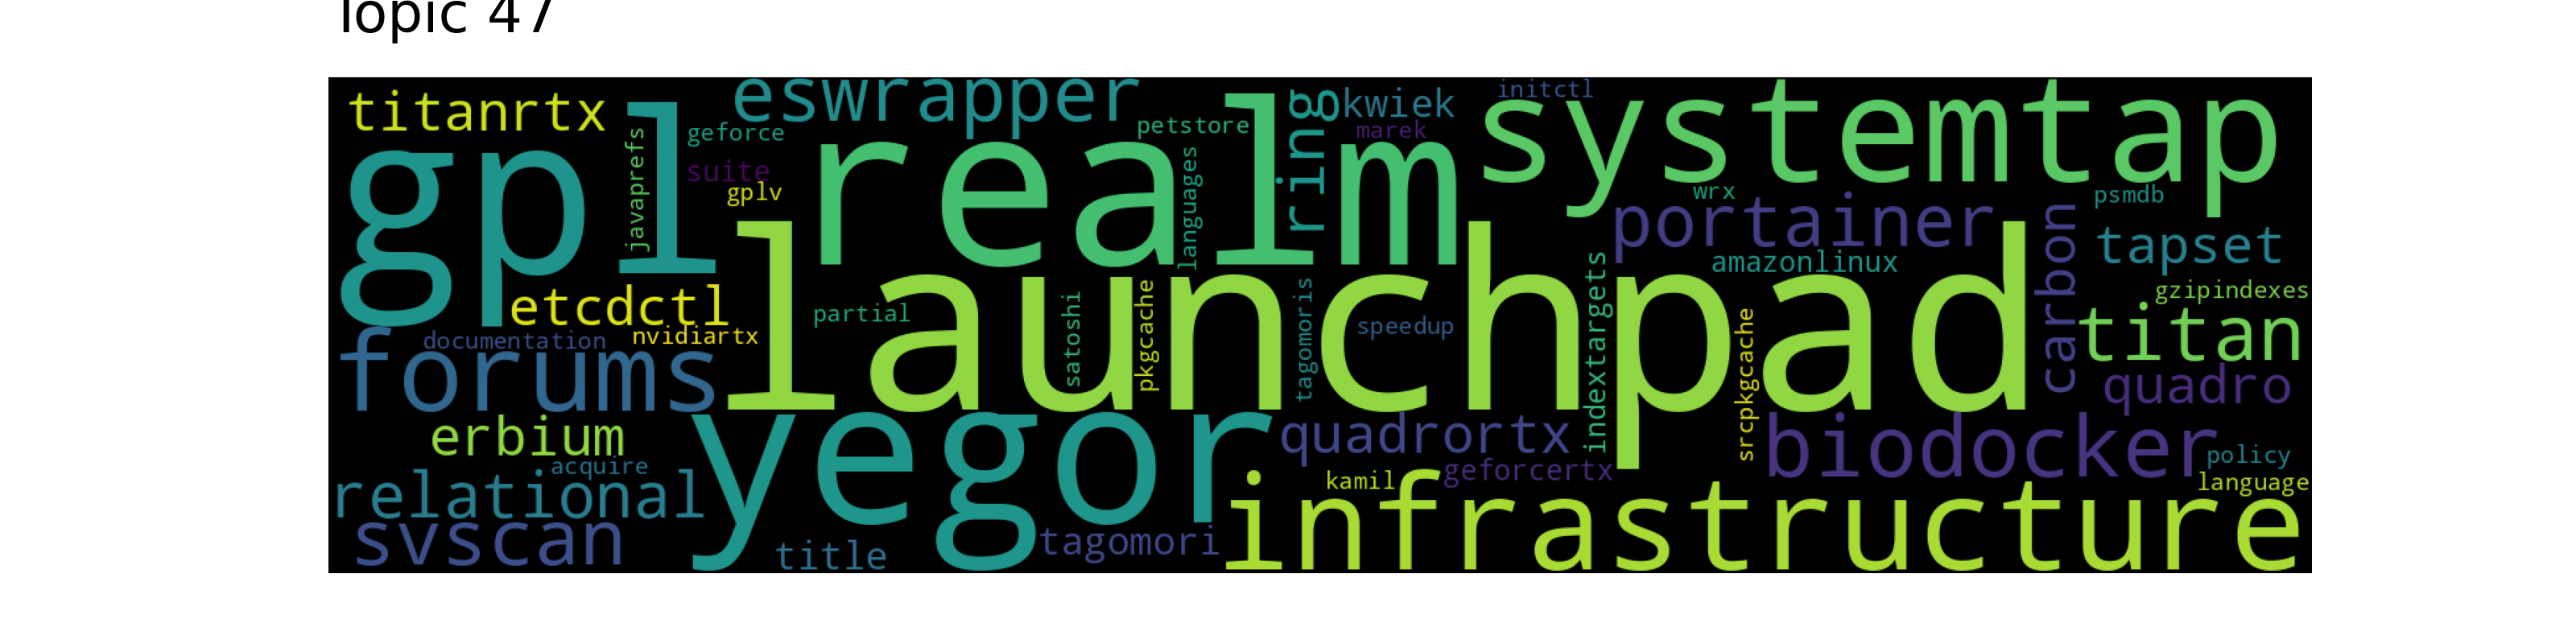 Topic 47
titanrtx
eswrapper
kwiek
initctl
systemtap
gpl
javaprefs
geforce
suite
gplv
realm
petstore
languages
ring
marek
wrx
psmdb
portainer
amazonlinux
carbon
tapset
gzipindexes
titan
quadro
etcdctl
documentation
nvidiartx
launchpad
partial
satoshi
pkgcache
tagomoris
speedup
indextargets
srcpkgcache
forums
erbium
acquire
relational
svscan
yegor
title
tagomori
quadrortx
geforcertx
kamil
biodocker
policy
language
infrastructure